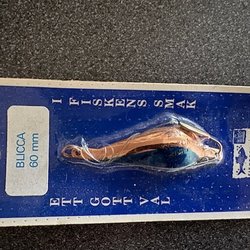 I FISKENS SMAK
BLICCA
60 mm
ETT GOTT VAL